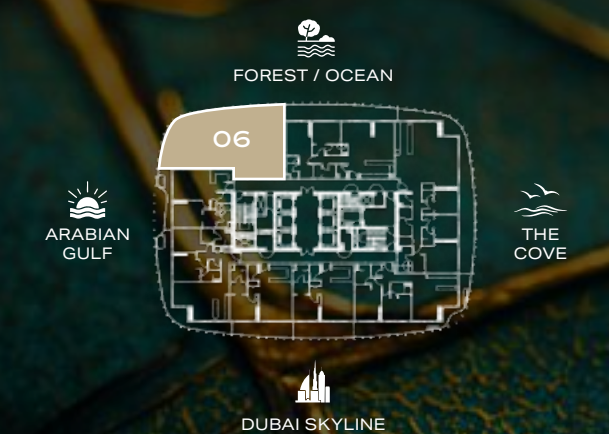 FOREST / OCEAN
06
ARABIAN
GULF
THE
COVE
DUBAI SKYLINE